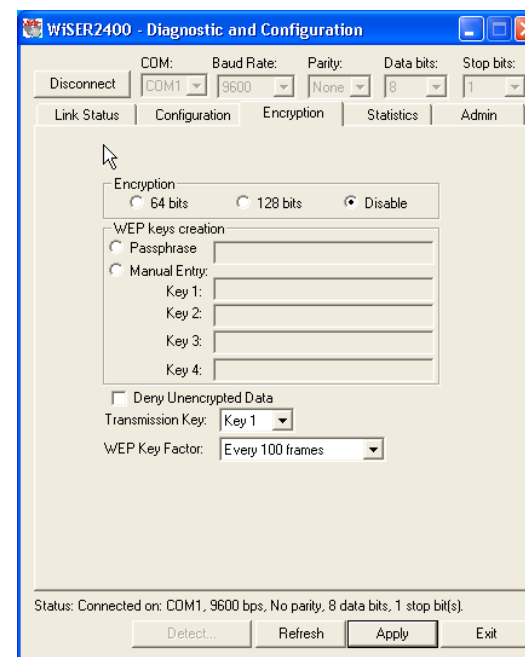 WiSER2400 - Diagnostic and Configuration
COM: Baud Rate: Parity: Data bits: Stop bits:
Disconnect COM1 9600 None 8 1
Link Status Configuration Encryption Statistics Admin
Encryption
64 bits 128 bits Disable
WEP keys creation
Passphrase
Manual Entry:
Key 1:
Key 2:
Key 3:
Key 4:
Deny Unencrypted Data
Transmission Key: Key 1
WEP Key Factor: Every 100 frames
Status: Connected on: COM1, 9600 bps, No parity, 8 data bits, 1 stop bit(s).
Detect... Refresh Apply Exit